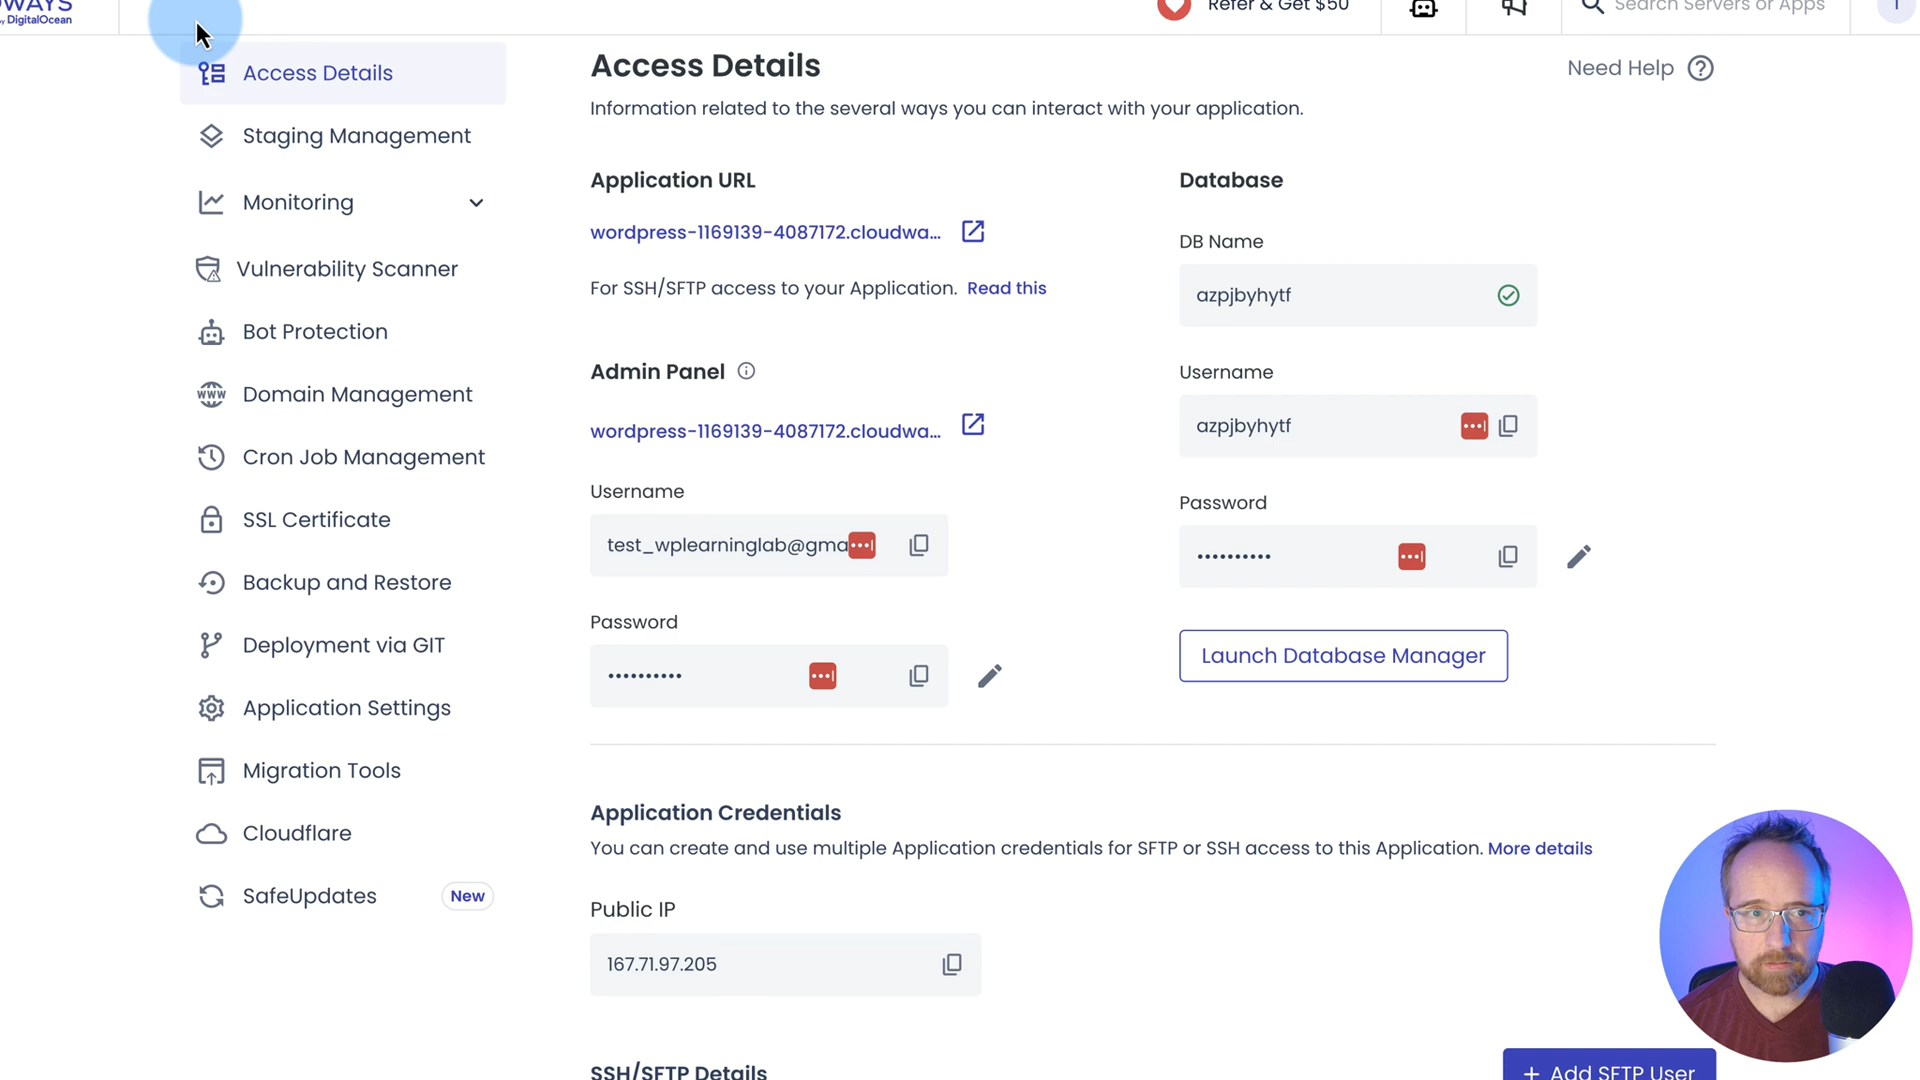 by DigitalOcean
Refer & Get $50
Search Servers or Apps
Access Details
Staging Management
Monitoring
Vulnerability Scanner
Bot Protection
Domain Management
www
Cron Job Management
SSL Certificate
Backup and Restore
Deployment via GIT
Application Settings
Migration Tools
Cloudflare
SafeUpdates New
Access Details
Need Help
Information related to the several ways you can interact with your application.
Application URL
wordpress-1169139-4087172.cloudwa...
For SSH/SFTP access to your Application. Read this
Admin Panel
wordpress-1169139-4087172.cloudwa...
Username
test_wplearninglab@gma
Password
••••••••••
Database
DB Name
azpjbyhytf
Username
azpjbyhytf
Password
••••••••••
Launch Database Manager
Application Credentials
You can create and use multiple Application credentials for SFTP or SSH access to this Application. More details
Public IP
167.71.97.205
SSH/SFTP Details
+ Add SFTP User